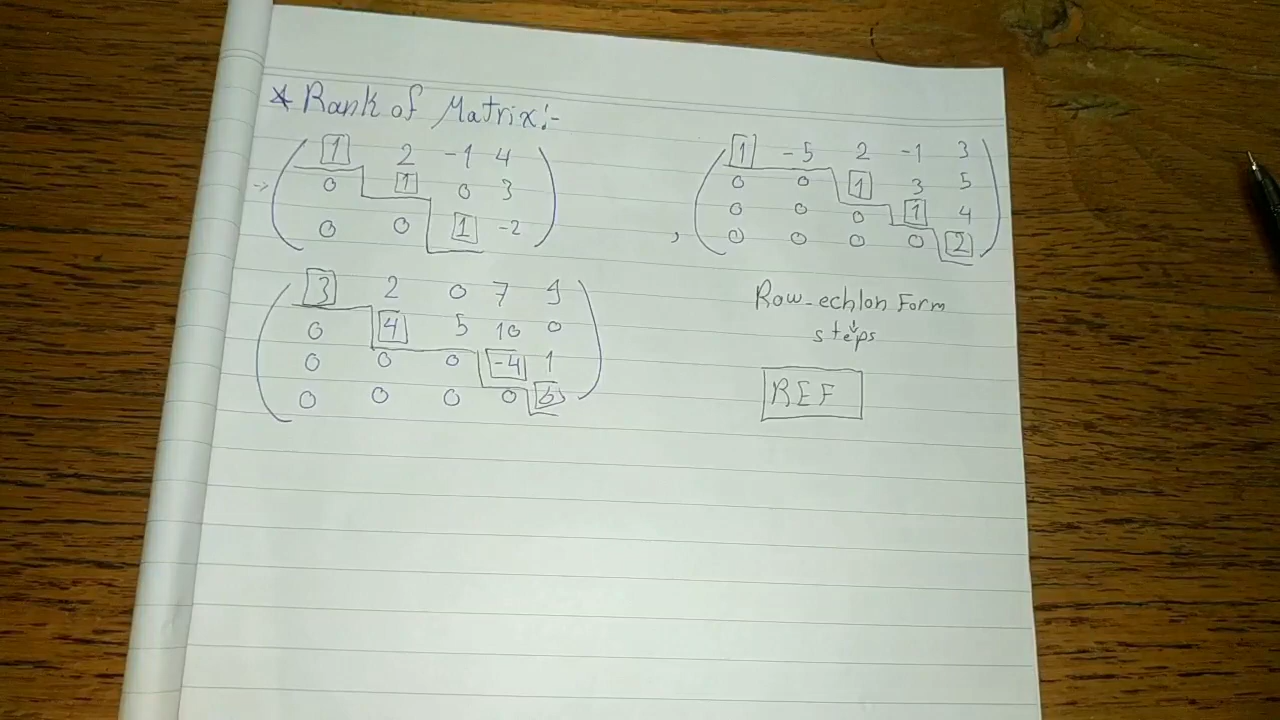 * Rank of Matrix:-
1 2 -1 4
0 1 0 3
0 0 1 -2
, 1 -5 2 -1 3
0 0 1 3 5
0 0 0 1 4
0 0 0 0 2
3 2 0 7 9
0 4 5 10 0
0 0 0 -4 1
0 0 0 0 6
Row-echlon Form
steps
REF